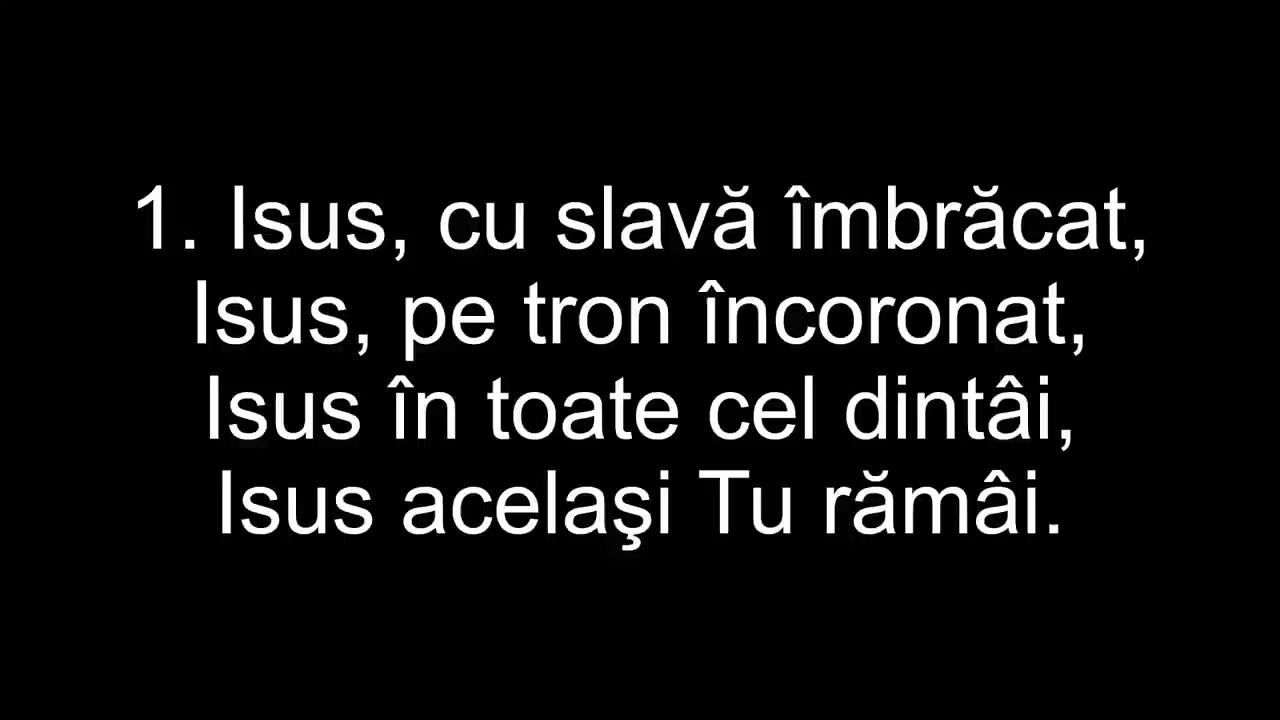 1. Isus, cu slavă îmbrăcat,
Isus, pe tron încoronat,
Isus în toate cel dintâi,
Isus acelaşi Tu rămâi.